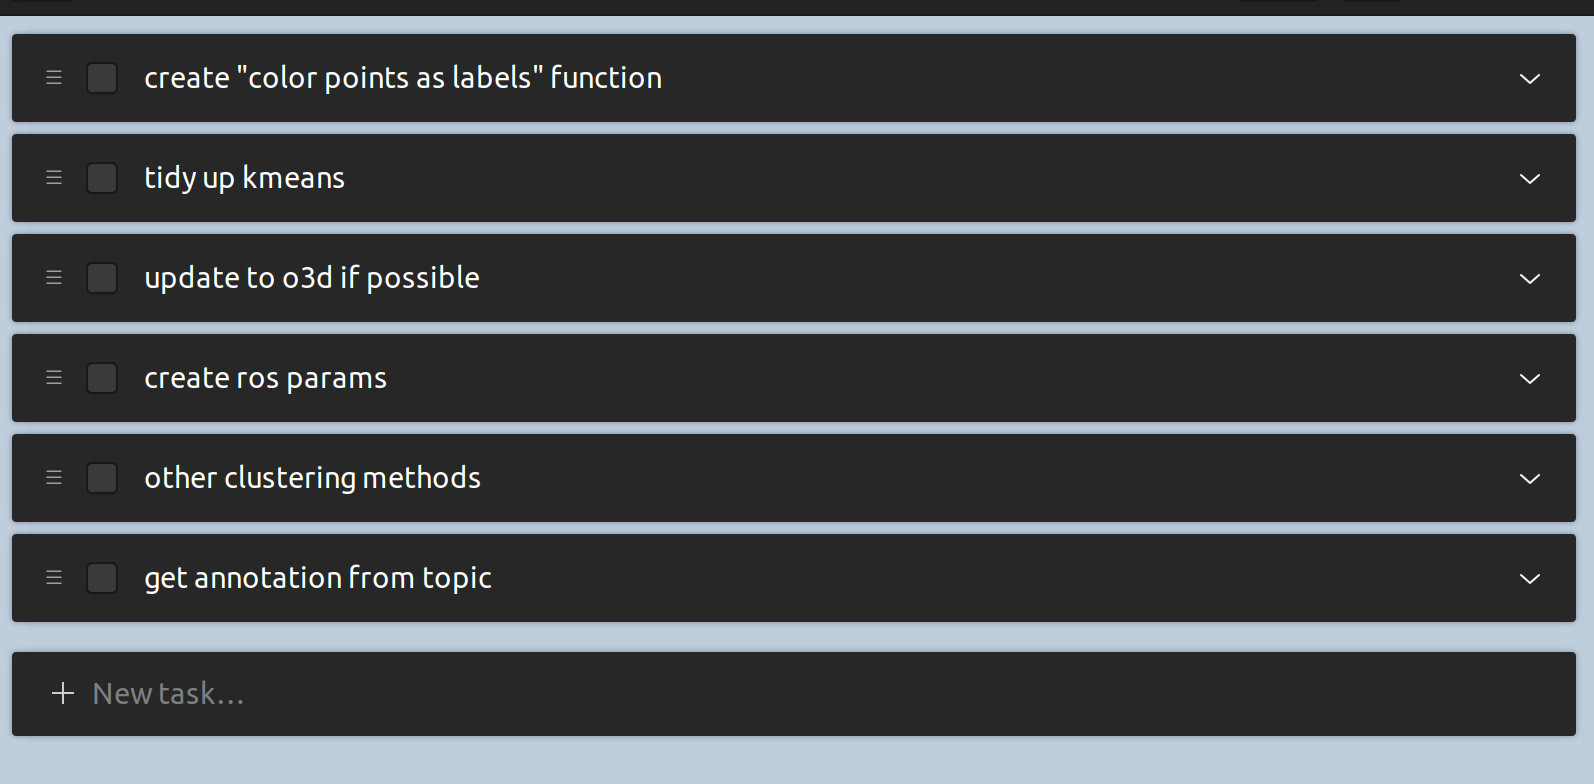 create "color points as labels" function
tidy up kmeans
update to o3d if possible
create ros params
other clustering methods
get annotation from topic
New task...